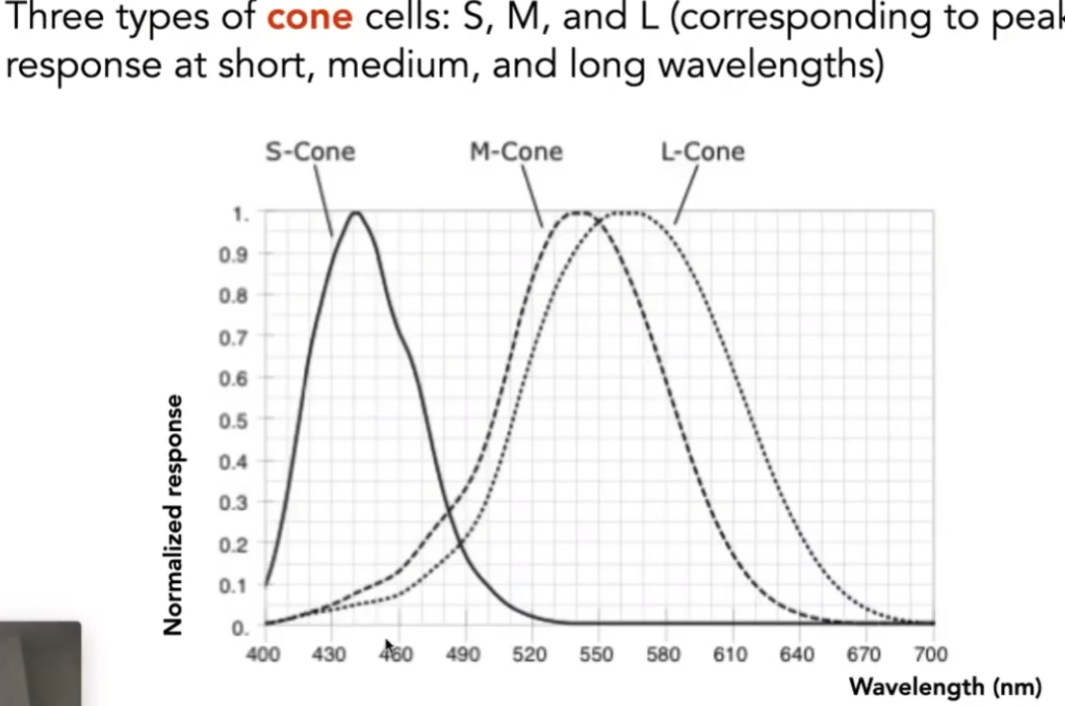 Three types of cone cells: S, M, and L (corresponding to peak
response at short, medium, and long wavelengths)
S-Cone M-Cone L-Cone
1.
0.9
0.8
0.7
0.6
0.5
0.4
0.3
0.2
0.1
0.
Normalized response
400 430 460 490 520 550 580 610 640 670 700
Wavelength (nm)